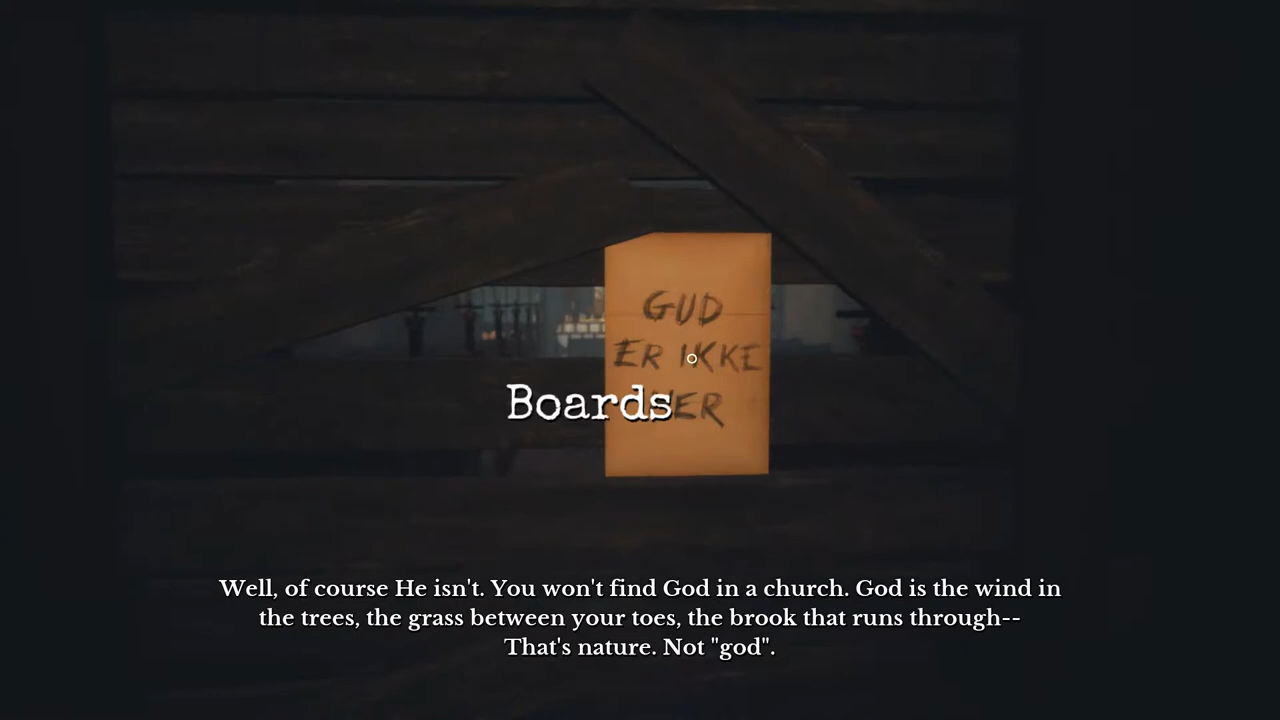 GUD
ER IKKE
HER
Boards
Well, of course He isn't. You won't find God in a church. God is the wind in
the trees, the grass between your toes, the brook that runs through--
That's nature. Not "god".